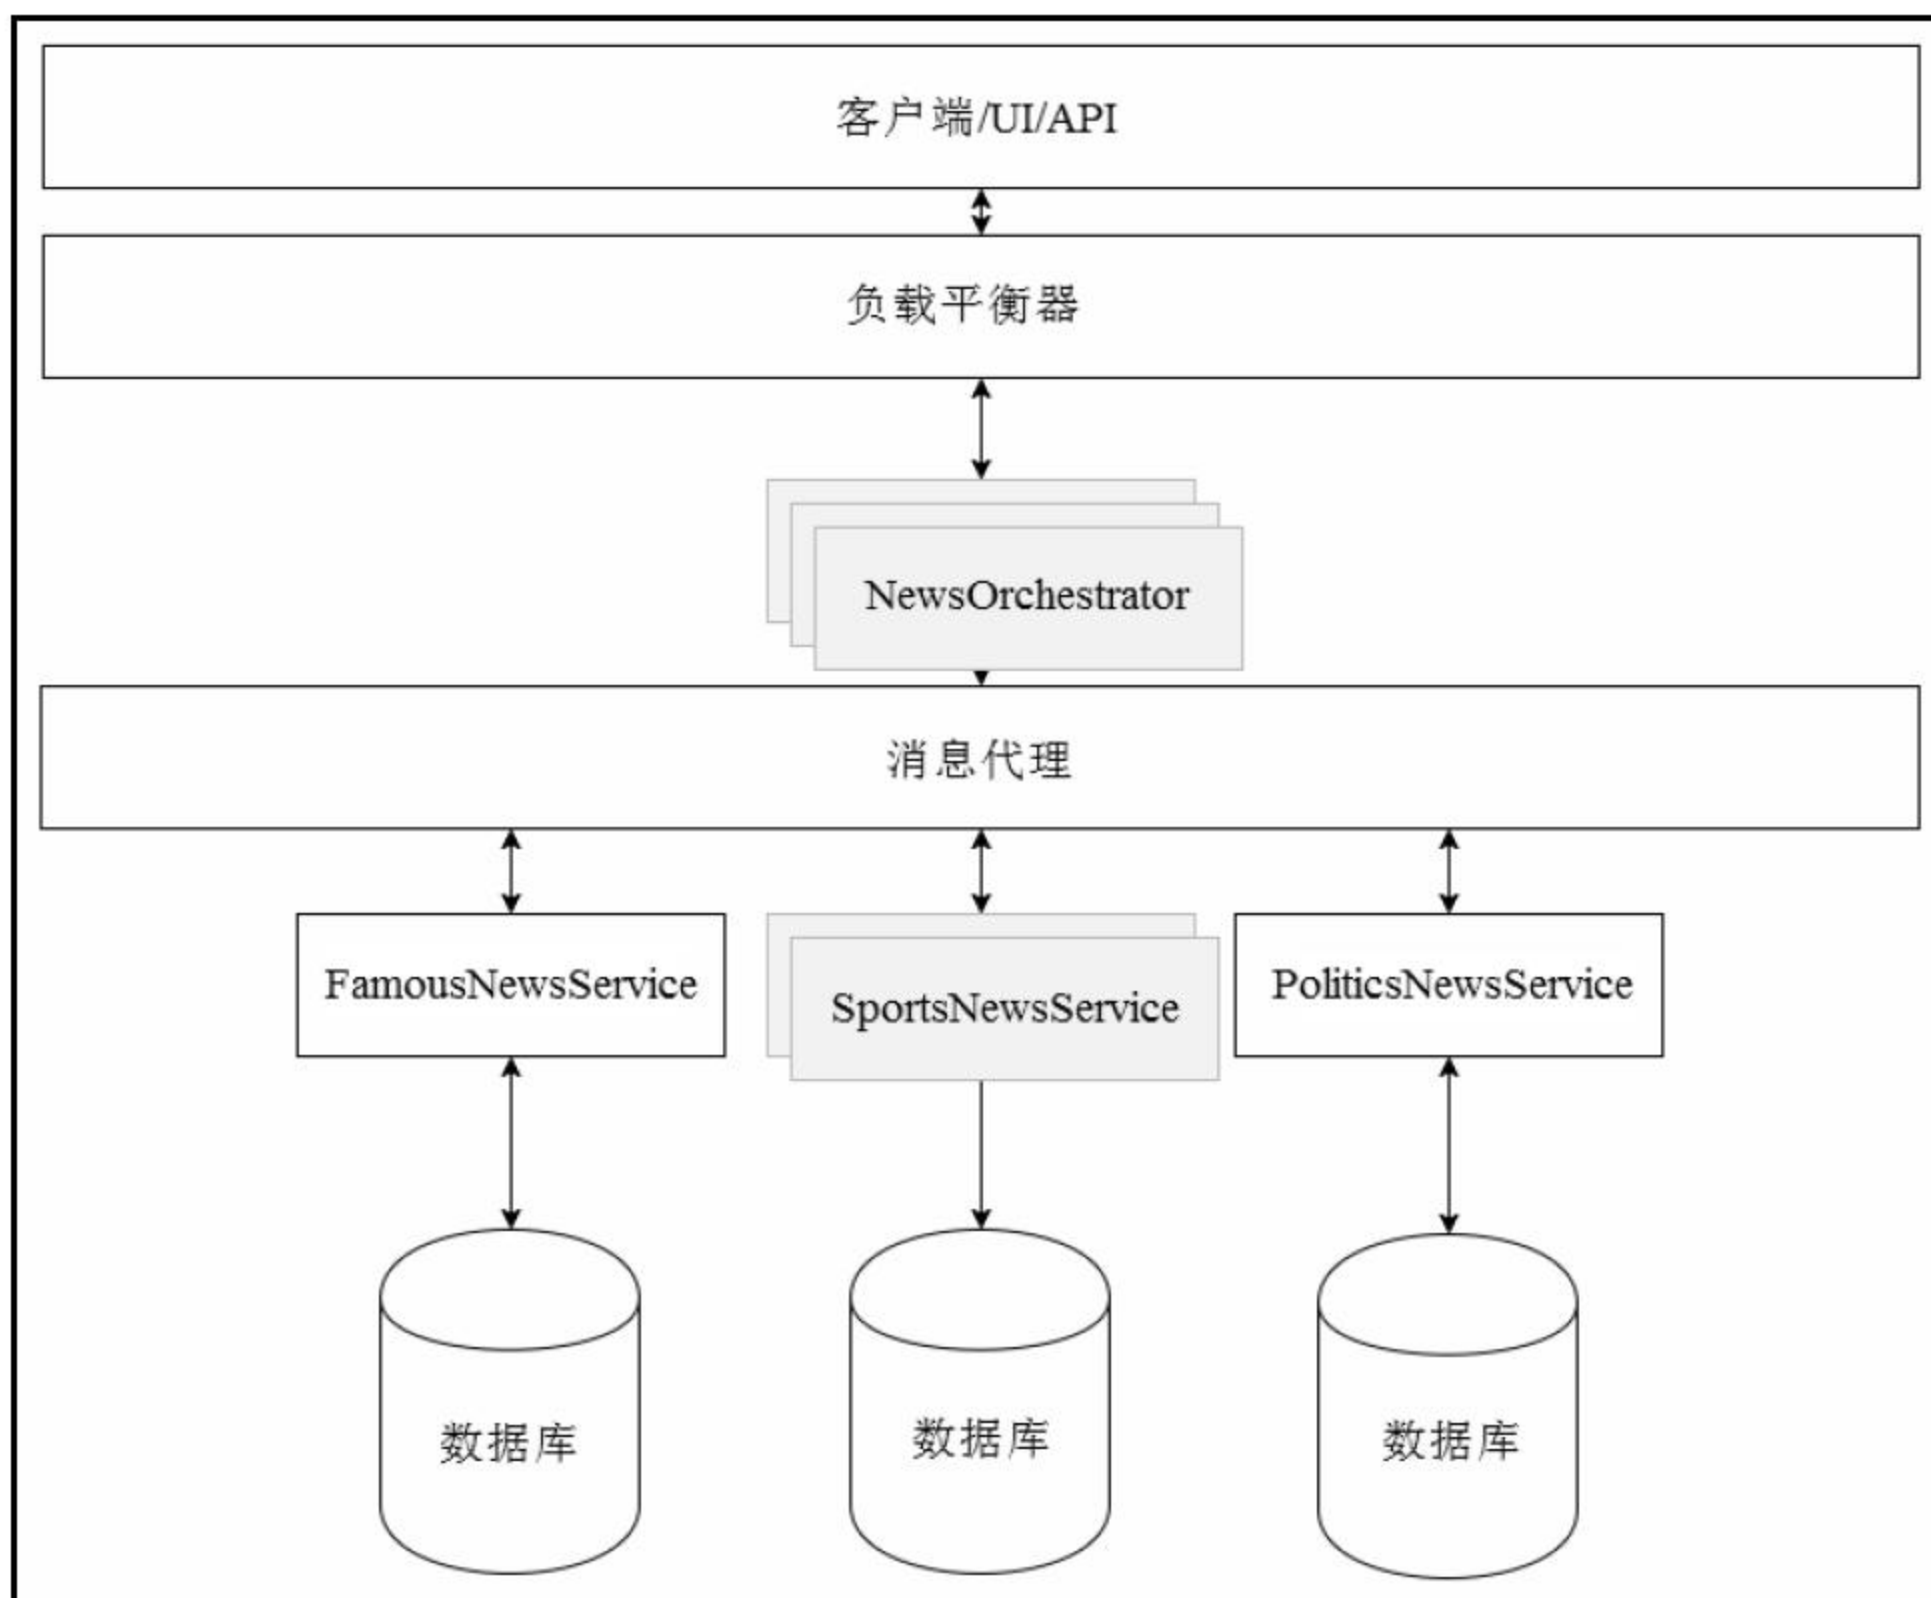 客户端/UI/API
负载平衡器
NewsOrchestrator
消息代理
FamousNewsService
SportsNewsService
PoliticsNewsService
数据库
数据库
数据库